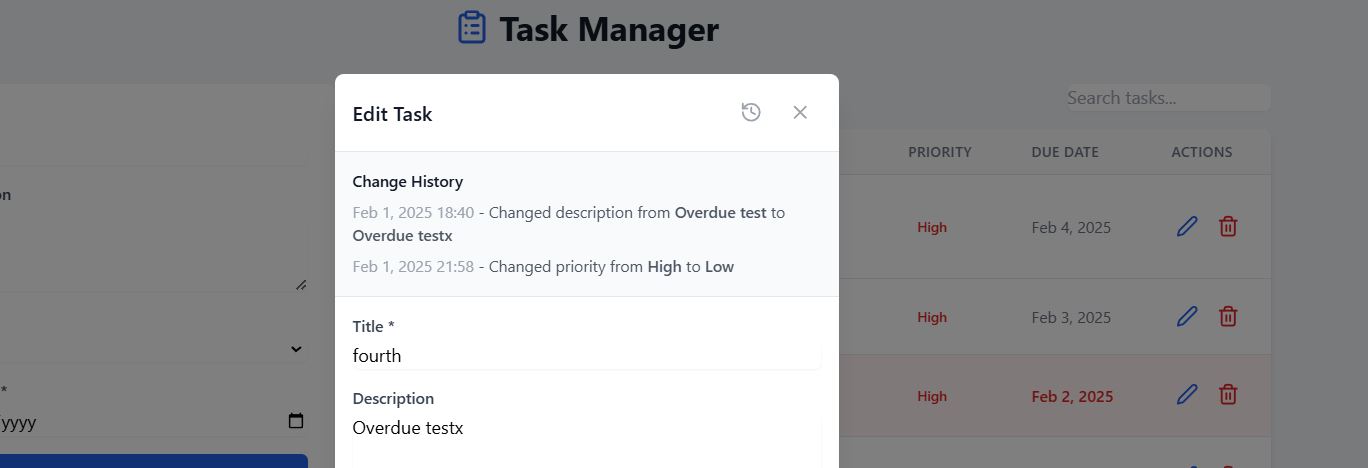 Task Manager
Search tasks...
Edit Task
PRIORITY DUE DATE ACTIONS
Change History
on
Feb 1, 2025 18:40 - Changed description from Overdue test to
Overdue testx
High Feb 4, 2025
Feb 1, 2025 21:58 - Changed priority from High to Low
Title *
High Feb 3, 2025
fourth
*
Description
High Feb 2, 2025
yyyy
Overdue testx